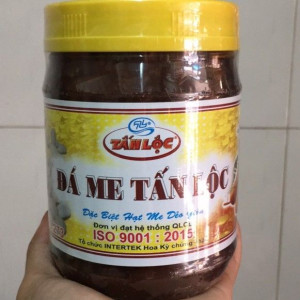 TẤN LỘC
ĐÁ ME TẤN LỘC
Đặc Biệt Hạt Me Dẻo
Đơn vị đạt hệ thống QLCL
ISO 9001 : 2015
Tổ chức INTERTEK Hoa Kỳ chứng